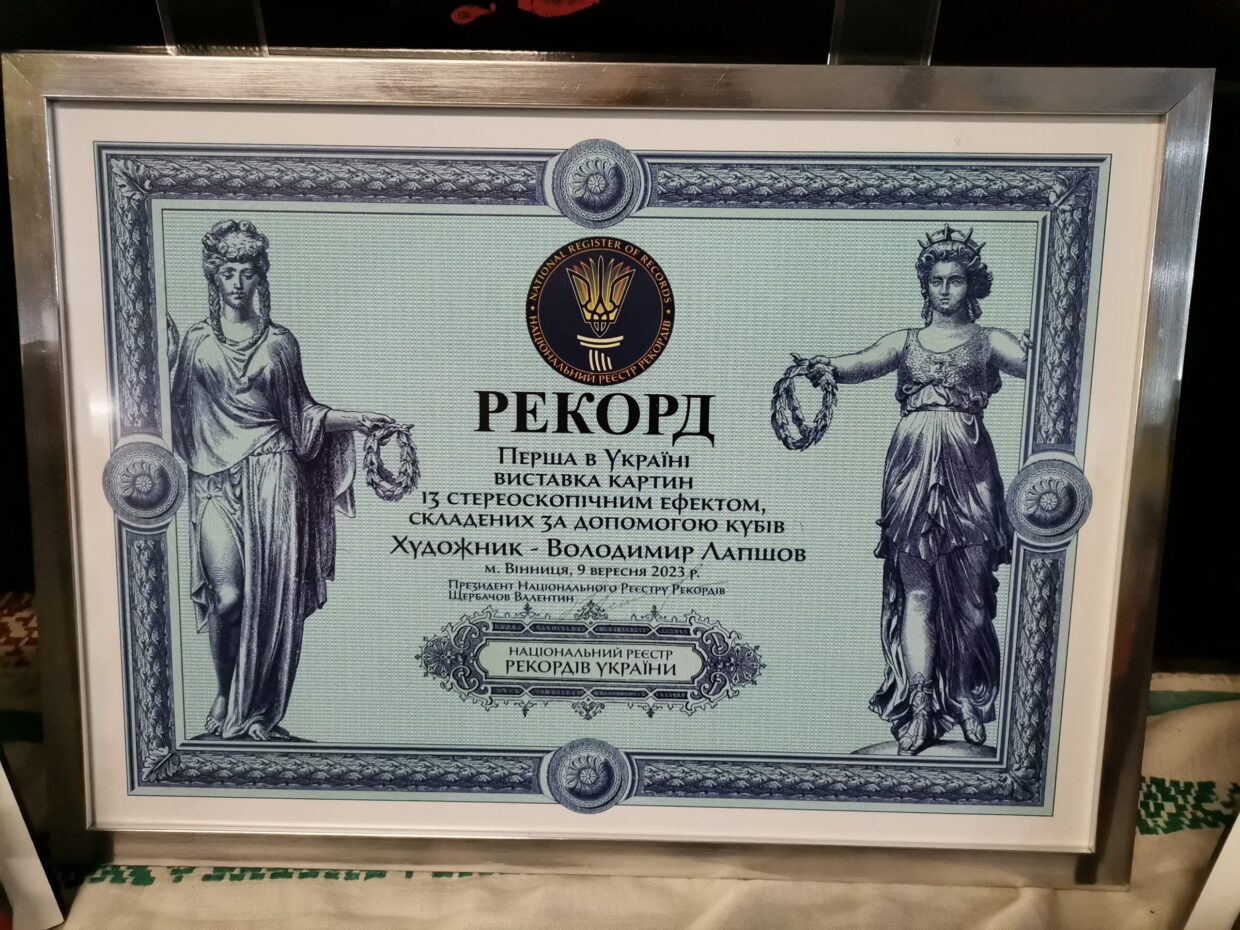 NATIONAL REGISTER OF RECORDS
НАЦІОНАЛЬНИЙ РЕЄСТР РЕКОРДІВ
РЕКОРД
Перша в Україні
виставка картин
із стереоскопічним ефектом,
складених за допомогою кубів
Художник - Володимир Лапшов
м. Вінниця, 9 вересня 2023 р.
Президент Національного Реєстру Рекордів
Щербачов Валентин
НАЦІОНАЛЬНИЙ РЕЄСТР
РЕКОРДІВ УКРАЇНИ